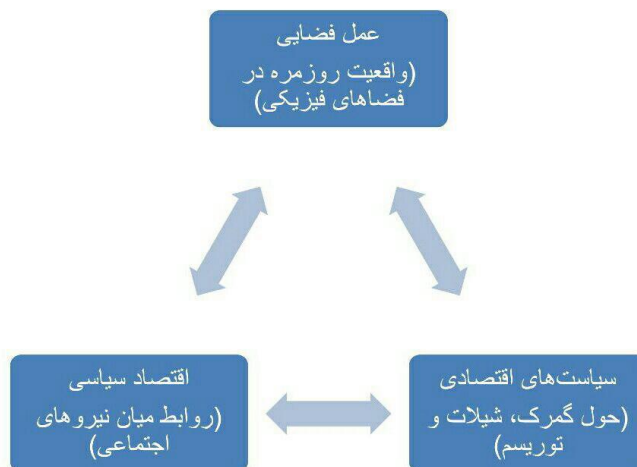 عمل فضایی
(واقعیت روزمره در
فضاهای فیزیکی)
سیاست‌های اقتصادی
(حول گمرک، شیلات و
توریسم)
اقتصاد سیاسی
(روابط میان نیروهای
اجتماعی)